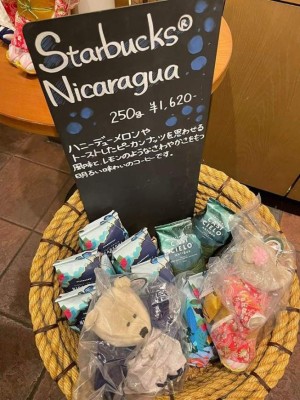 Starbucks®
Nicaragua
250g ¥1,620-
ハニーデューメロンや
トーストしたピーカンナッツを思わせる
風味と、レモンのようなさわやかさをもつ
明るい味わいのコーヒーです。